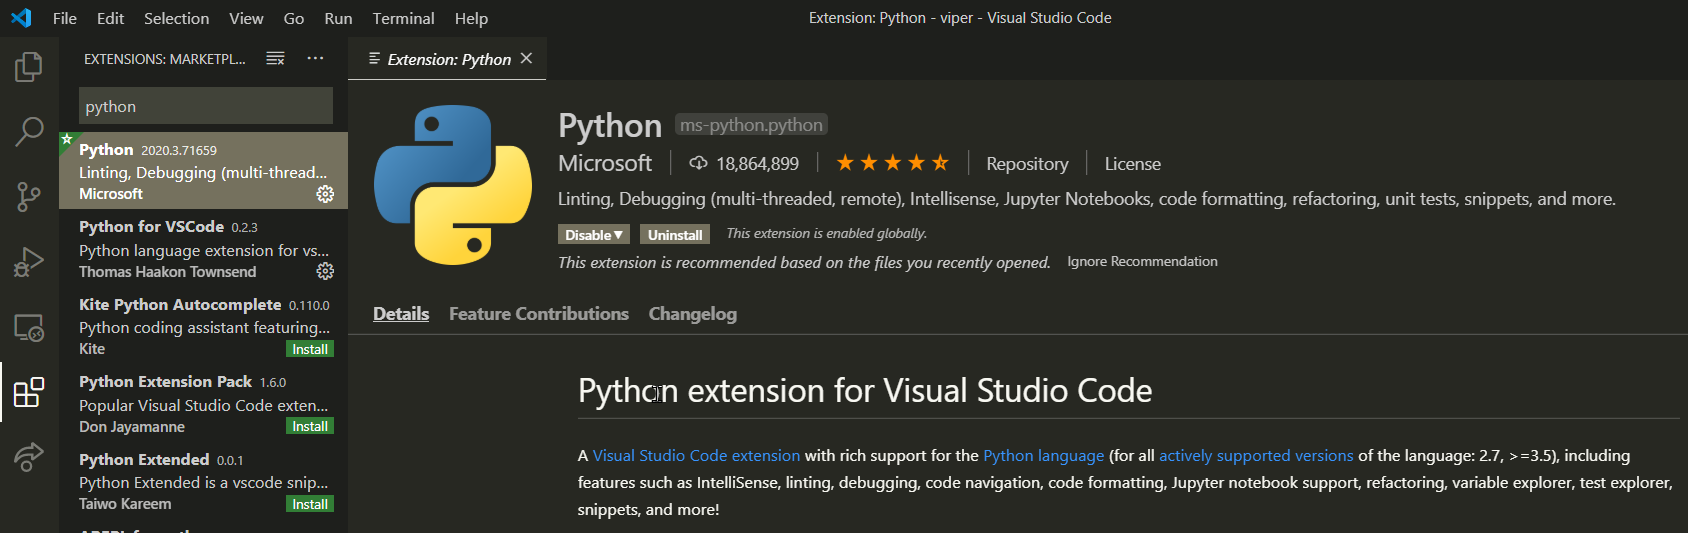 File Edit Selection View Go Run Terminal Help
Extension: Python - viper - Visual Studio Code
EXTENSIONS: MARKETPL...
python
Python 2020.3.71659
Linting, Debugging (multi-thread...
Microsoft
Python for VSCode 0.2.3
Python language extension for vs...
Thomas Haakon Townsend
Kite Python Autocomplete 0.110.0
Python coding assistant featuring...
Kite Install
Python Extension Pack 1.6.0
Popular Visual Studio Code exten...
Don Jayamanne Install
Python Extended 0.0.1
Python Extended is a vscode snip...
Taiwo Kareem Install
Extension: Python
Python ms-python.python
Microsoft 18,864,899 Repository License
Linting, Debugging (multi-threaded, remote), Intellisense, Jupyter Notebooks, code formatting, refactoring, unit tests, snippets, and more.
Disable Uninstall This extension is enabled globally.
This extension is recommended based on the files you recently opened. Ignore Recommendation
Details Feature Contributions Changelog
Python extension for Visual Studio Code
A Visual Studio Code extension with rich support for the Python language (for all actively supported versions of the language: 2.7, >=3.5), including
features such as IntelliSense, linting, debugging, code navigation, code formatting, Jupyter notebook support, refactoring, variable explorer, test explorer,
snippets, and more!